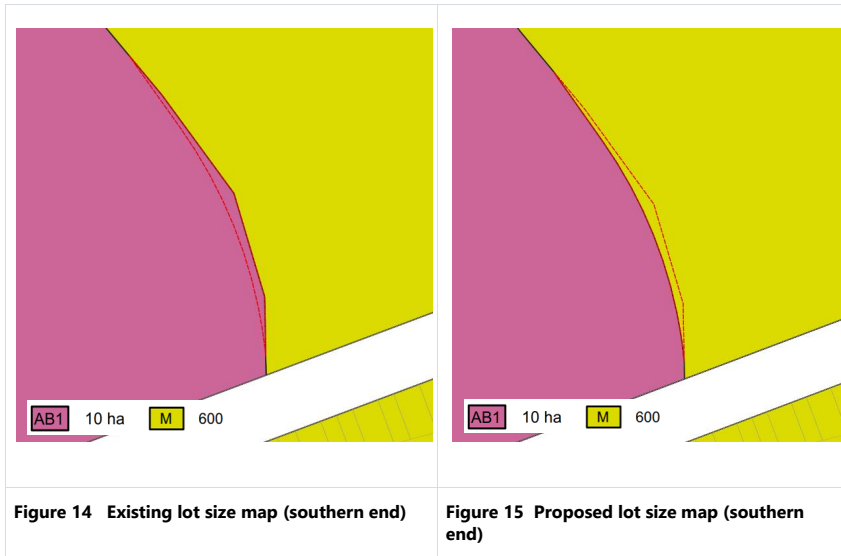 AB1 10 ha M 600
AB1 10 ha M 600
Figure 14 Existing lot size map (southern end)
Figure 15 Proposed lot size map (southern
end)